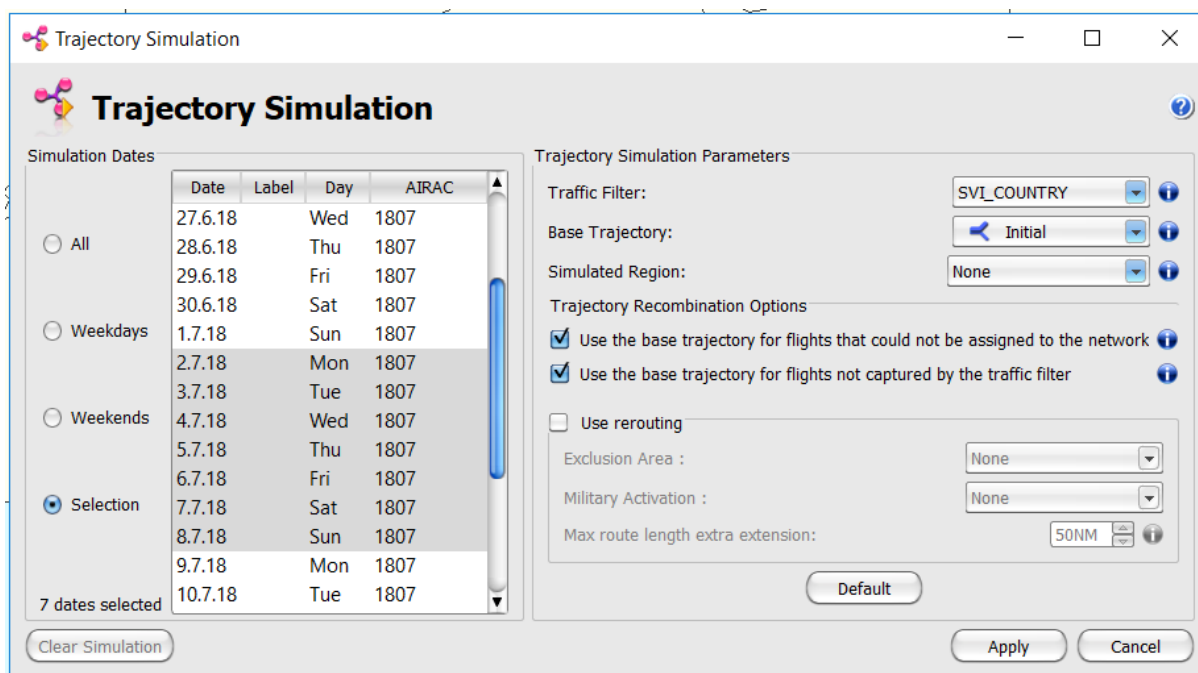 Trajectory Simulation
Trajectory Simulation
Simulation Dates
All
Weekdays
Weekends
Selection
7 dates selected
Date Label Day AIRAC
27.6.18 Wed 1807
28.6.18 Thu 1807
29.6.18 Fri 1807
30.6.18 Sat 1807
1.7.18 Sun 1807
2.7.18 Mon 1807
3.7.18 Tue 1807
4.7.18 Wed 1807
5.7.18 Thu 1807
6.7.18 Fri 1807
7.7.18 Sat 1807
8.7.18 Sun 1807
9.7.18 Mon 1807
10.7.18 Tue 1807
Trajectory Simulation Parameters
Traffic Filter: SVI_COUNTRY
Base Trajectory: Initial
Simulated Region: None
Trajectory Recombination Options
Use the base trajectory for flights that could not be assigned to the network
Use the base trajectory for flights not captured by the traffic filter
Use rerouting
Exclusion Area : None
Military Activation : None
Max route length extra extension: 50NM
Default
Clear Simulation
Apply Cancel